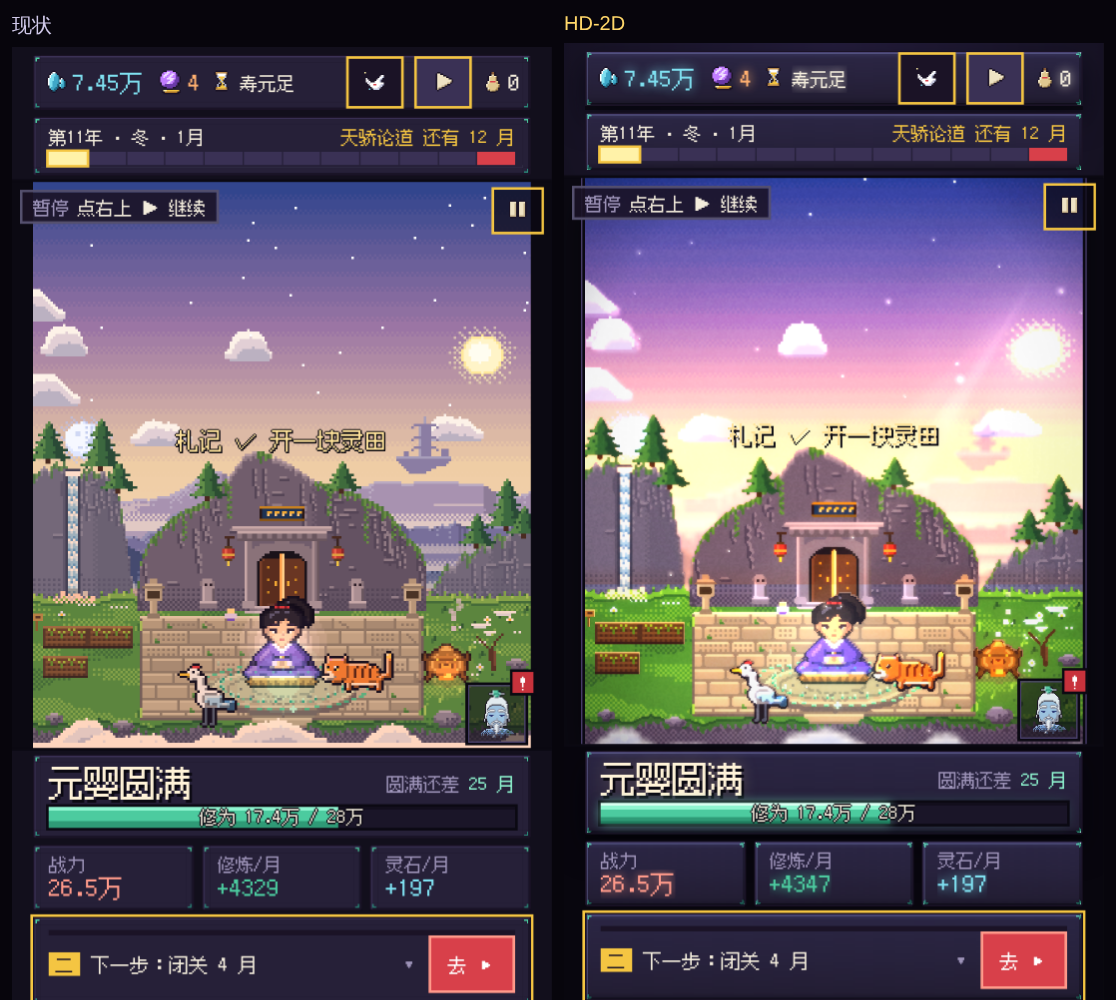 现状
7.45万 4 寿元足 0
第11年 · 冬 · 1月 天骄论道 还有 12 月
暂停 点右上 ▶ 继续
札记 ✓ 开一块灵田
元婴圆满 圆满还差 25 月
修为 17.4万 / 28万
战力 修炼/月 灵石/月
26.5万 +4329 +197
二 下一步:闭关 4 月 去
HD-2D
7.45万 4 寿元足 0
第11年 · 冬 · 1月 天骄论道 还有 12 月
暂停 点右上 ▶ 继续
札记 ✓ 开一块灵田
元婴圆满 圆满还差 25 月
修为 17.4万 / 28万
战力 修炼/月 灵石/月
26.5万 +4347 +197
二 下一步:闭关 4 月 去